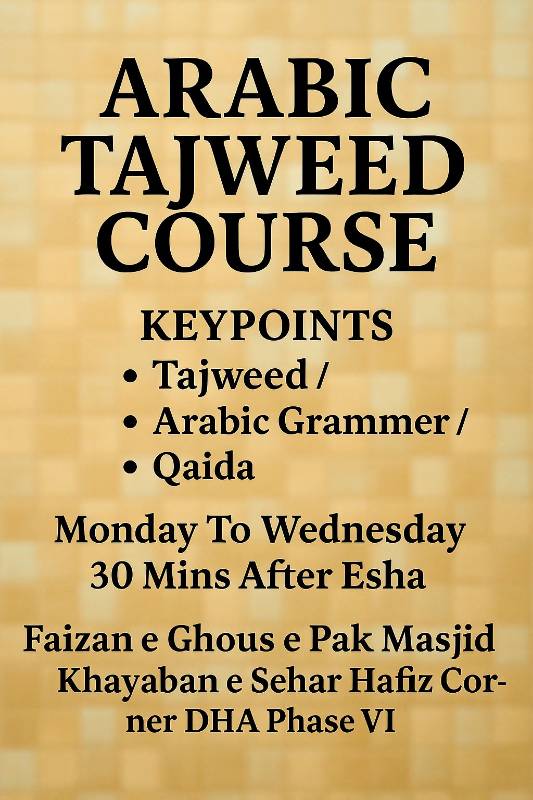 ARABIC
TAJWEED
COURSE
KEYPOINTS
• Tajweed /
• Arabic Grammer /
• Qaida
Monday To Wednesday
30 Mins After Esha
Faizan e Ghous e Pak Masjid
Khayaban e Sehar Hafiz Cor-
ner DHA Phase VI